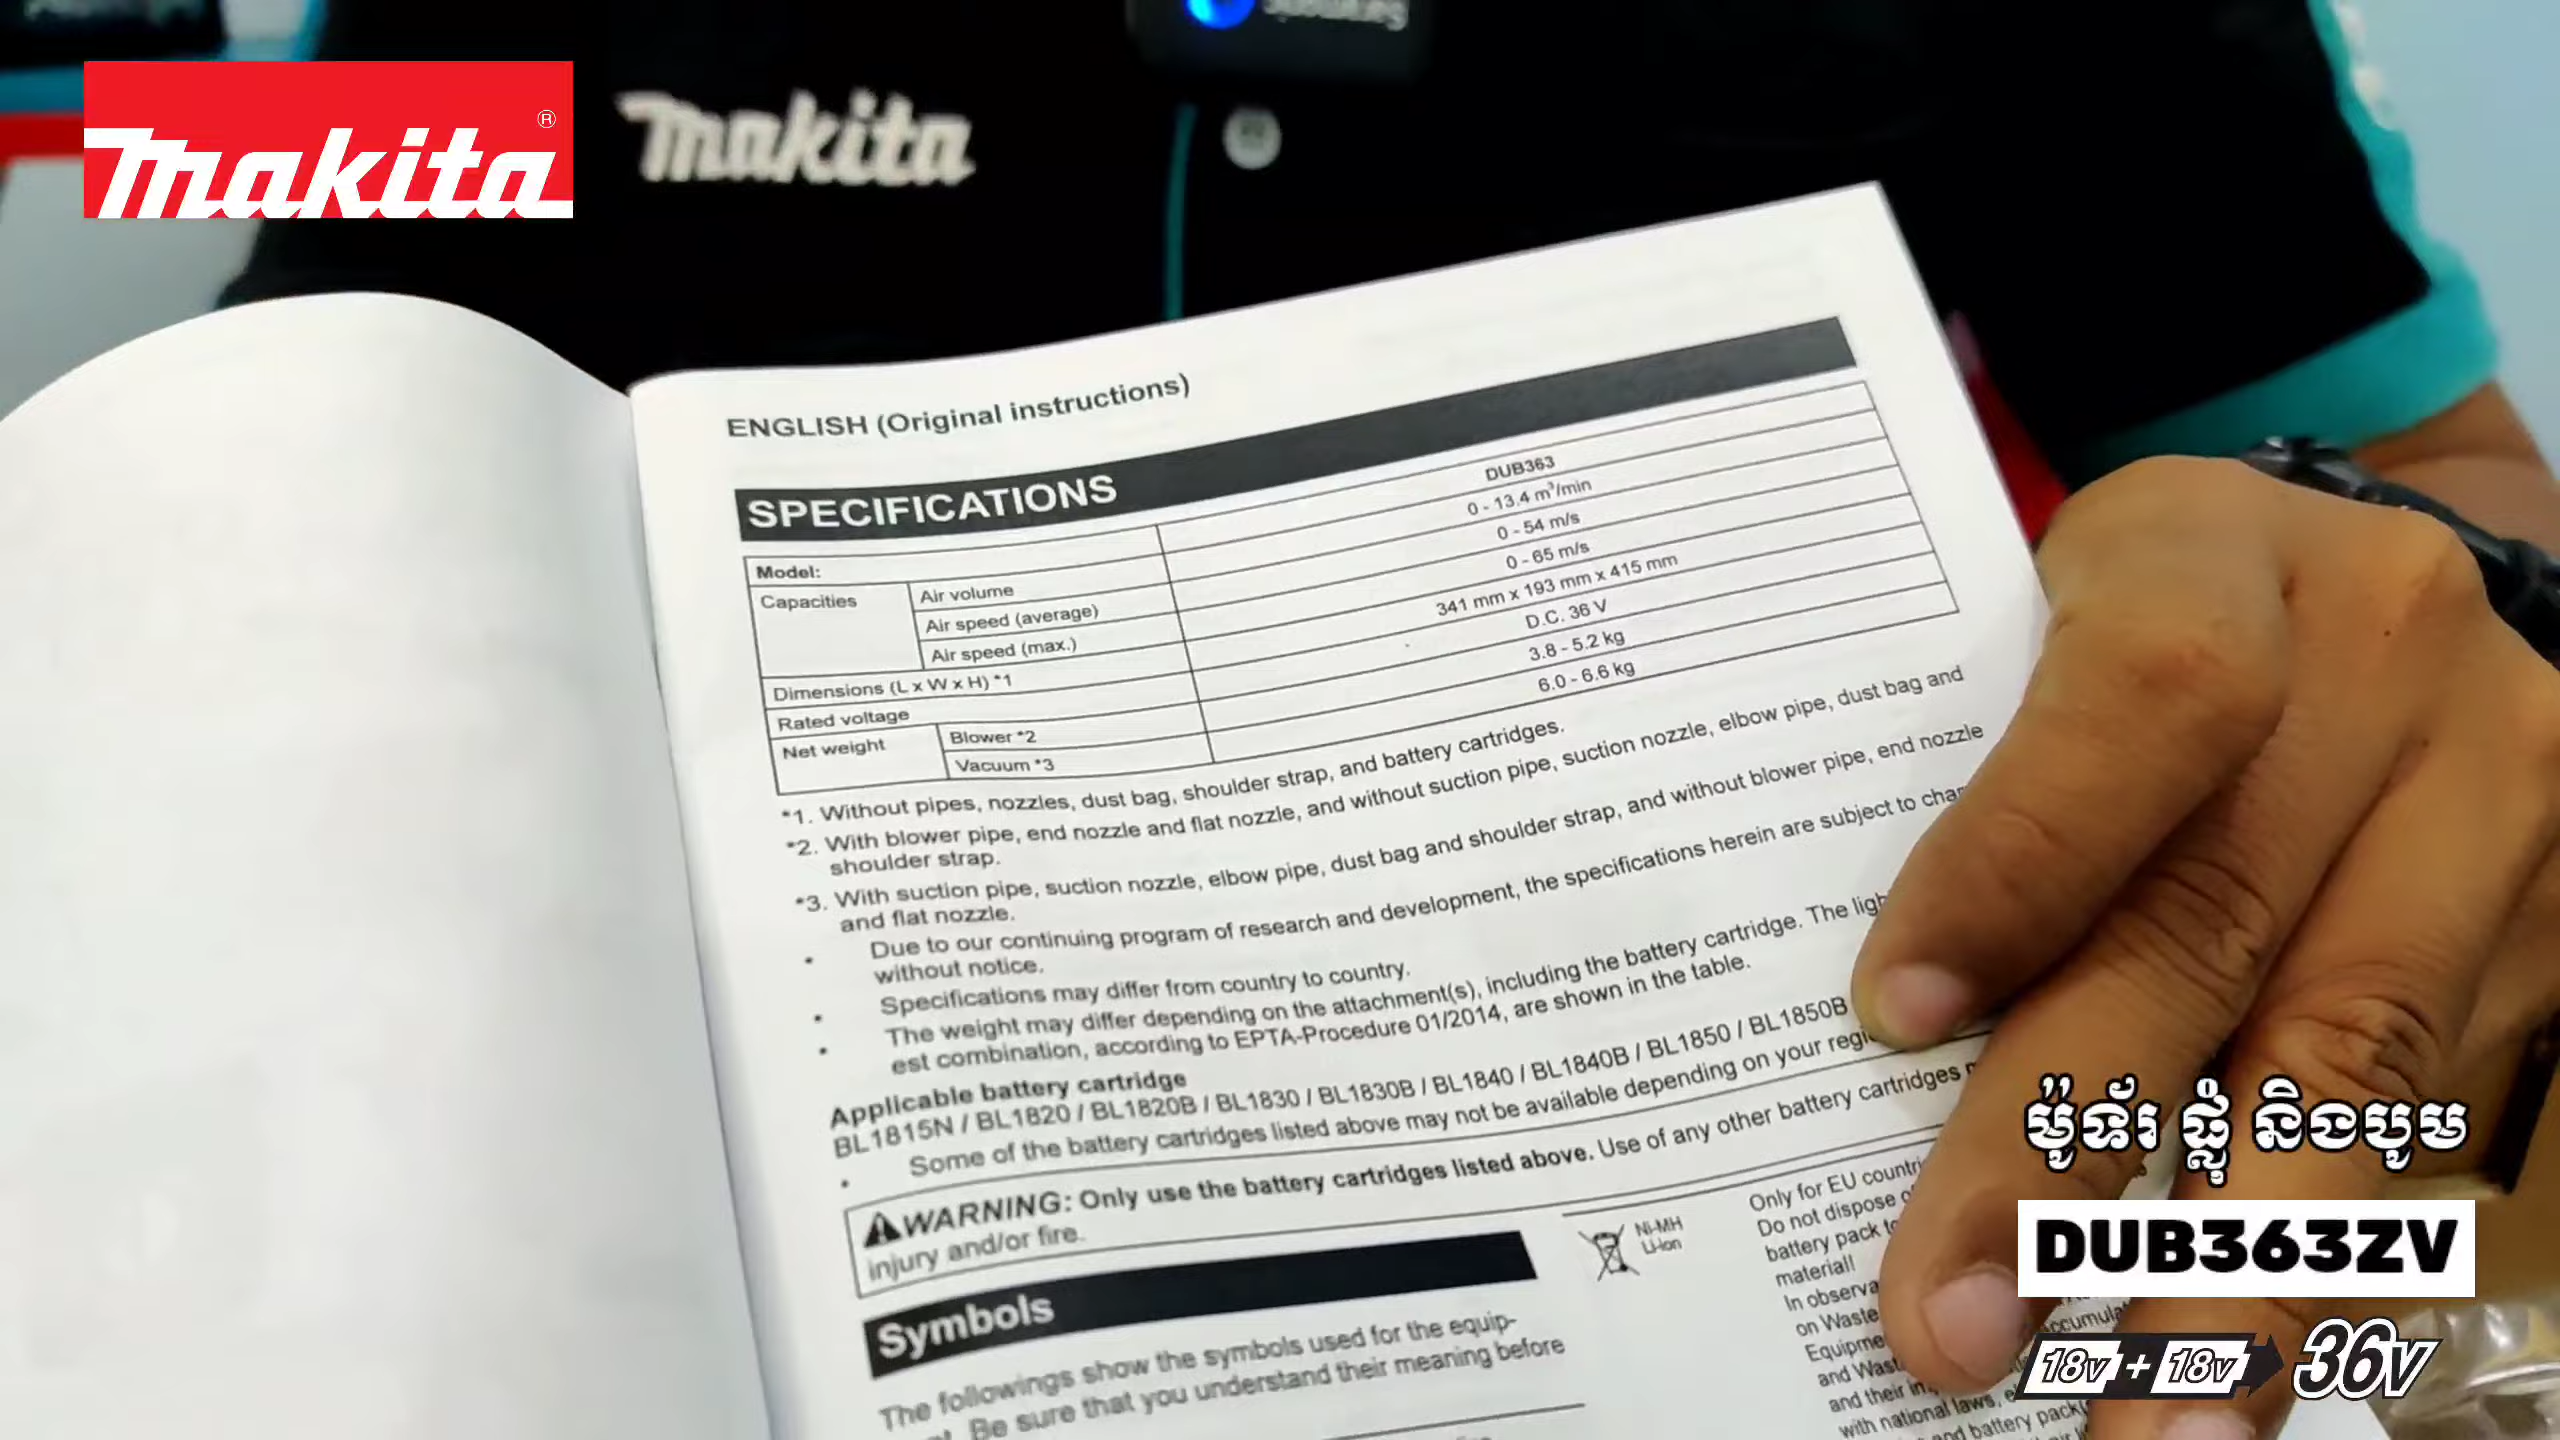 makita®
makita
ENGLISH (Original instructions)
SPECIFICATIONS
Model: DUB363
Capacities Air volume 0 - 13.4 m³/min
Air speed (average) 0 - 54 m/s
Air speed (max.) 0 - 65 m/s
Dimensions (L x W x H) *1 341 mm x 193 mm x 415 mm
Rated voltage D.C. 36 V
Net weight Blower *2 3.8 - 5.2 kg
Vacuum *3 6.0 - 6.6 kg
*1. Without pipes, nozzles, dust bag, shoulder strap, and battery cartridges.
*2. With blower pipe, end nozzle and flat nozzle, and without suction pipe, suction nozzle, elbow pipe, dust bag and
shoulder strap.
*3. With suction pipe, suction nozzle, elbow pipe, dust bag and shoulder strap, and without blower pipe, end nozzle
and flat nozzle.
• Due to our continuing program of research and development, the specifications herein are subject to
without notice.
• Specifications may differ from country to country.
• The weight may differ depending on the attachment(s), including the battery cartridge. The
est combination, according to EPTA-Procedure 01/2014, are shown in the table.
Applicable battery cartridge
BL1815N / BL1820 / BL1820B / BL1830 / BL1830B / BL1840 / BL1840B / BL1850 / BL1850B
• Some of the battery cartridges listed above may not be available depending on your
WARNING: Only use the battery cartridges listed above. Use of any other battery cartridges
injury and/or fire.
Symbols
The followings show the symbols used for the equip-
Be sure that you understand their meaning before
Ni-MH
Li-ion
Only for EU
Do not dispose
battery pack
material!
In
on Waste
and
and their
with national laws,
and battery
ម៉ូទ័រ ផ្លុំ និងបូម
DUB363ZV
18v + 18v 36v